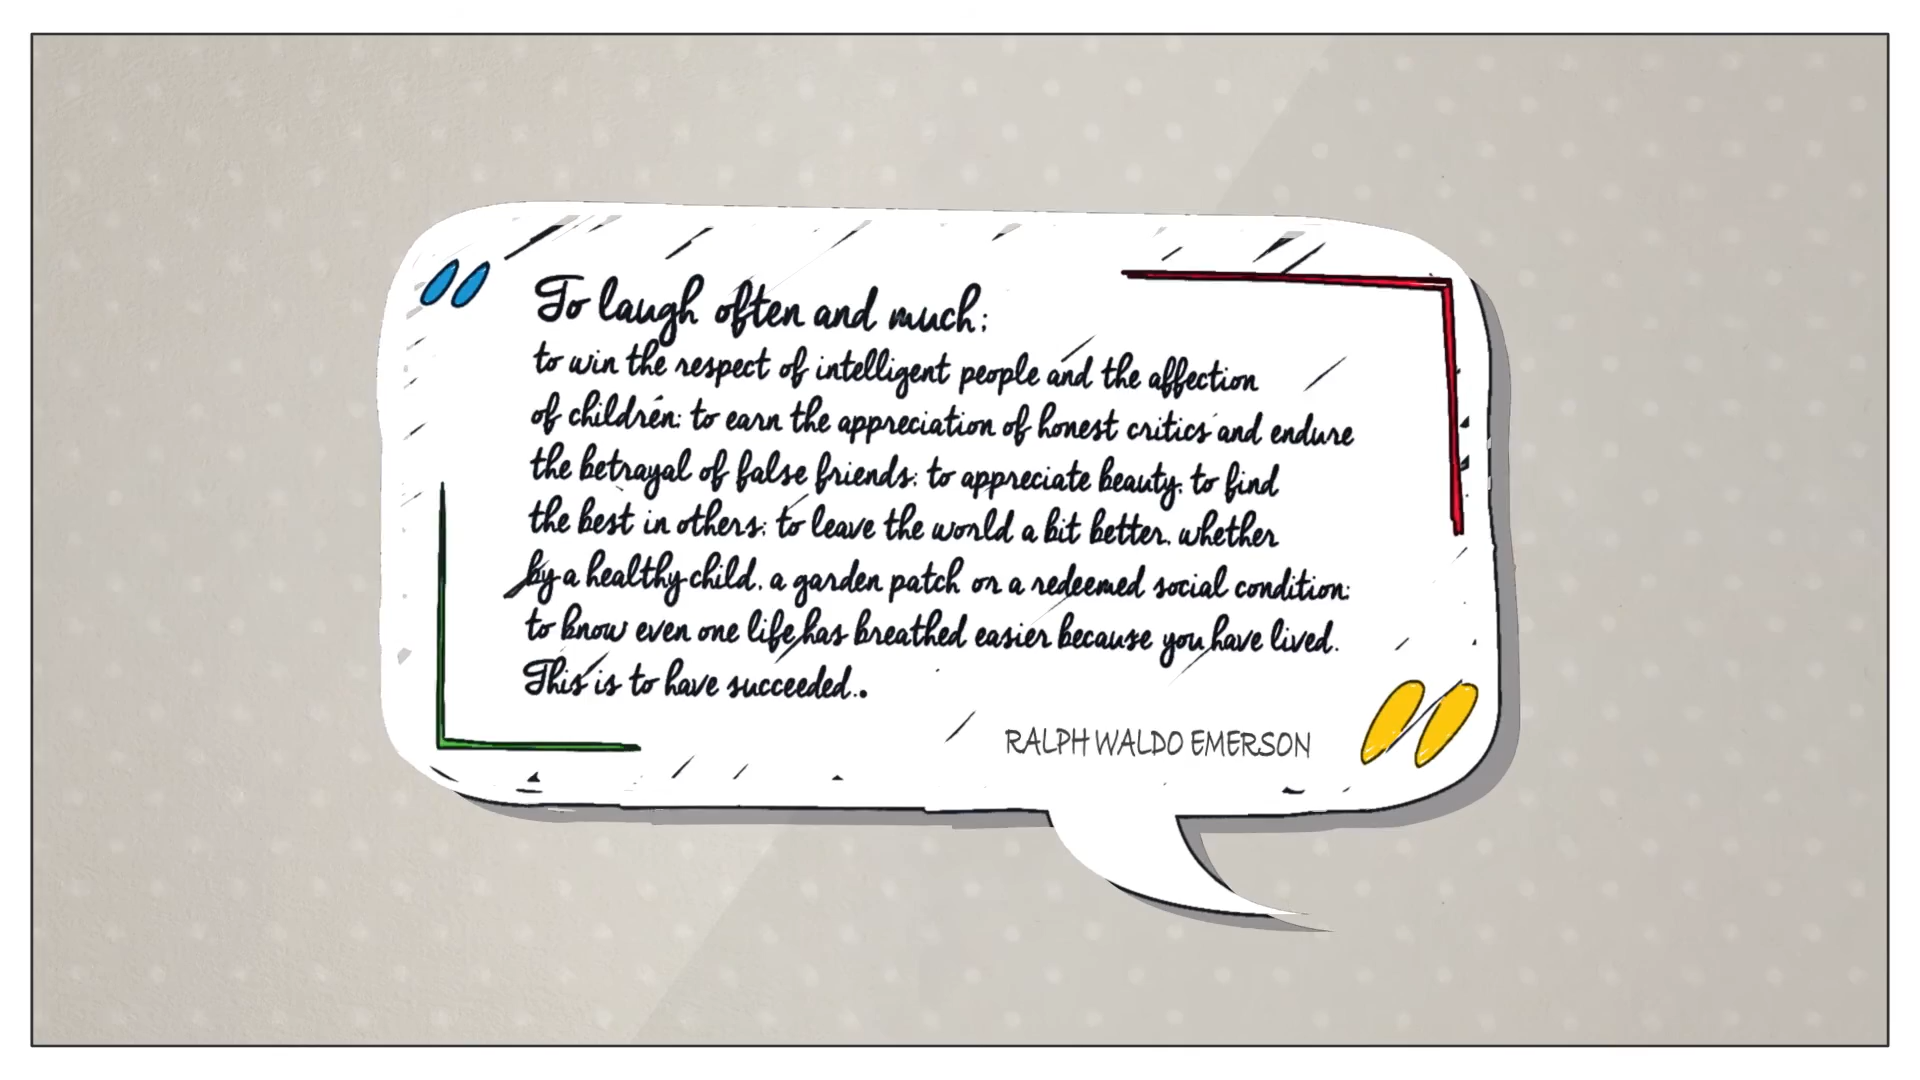 To laugh often and much;
to win the respect of intelligent people and the affection
of children; to earn the appreciation of honest critics and endure
the betrayal of false friends; to appreciate beauty, to find
the best in others; to leave the world a bit better, whether
by a healthy child, a garden patch or a redeemed social condition;
to know even one life has breathed easier because you have lived.
This is to have succeeded..
RALPH WALDO EMERSON